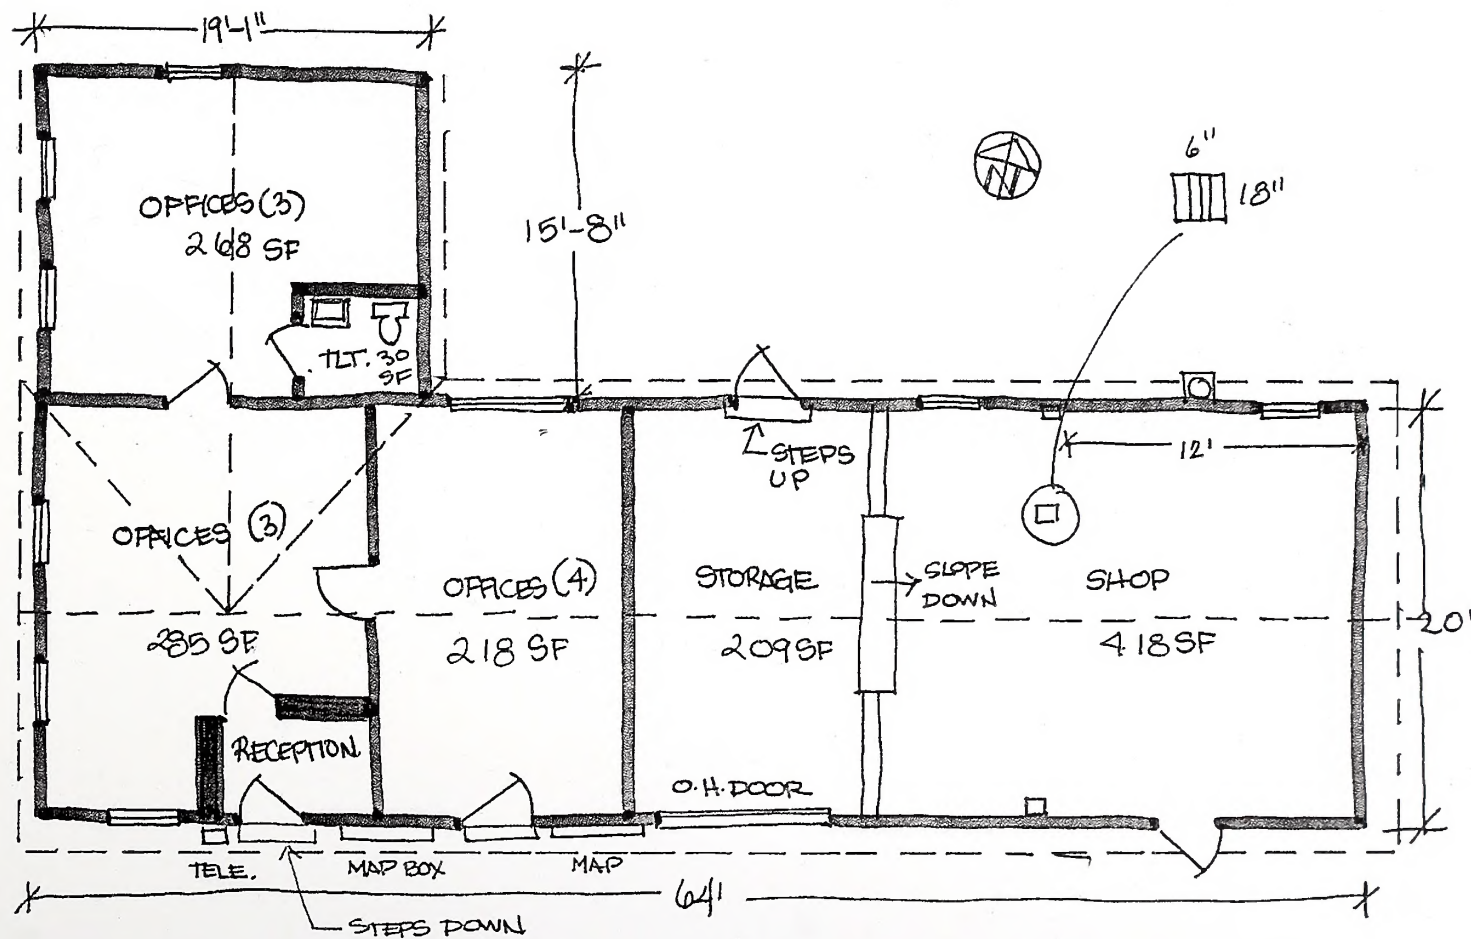 19'-1"
6"
18"
15'-8"
N
OFFICES (3)
268 SF
TLT. 30
SF
STEPS
UP
12'
OFFICES (3)
285 SF
OFFICES (4)
218 SF
STORAGE
209 SF
SLOPE
DOWN
SHOP
418 SF
20'
RECEPTION
O.H. DOOR
TELE.
MAP BOX
MAP
64'
STEPS DOWN